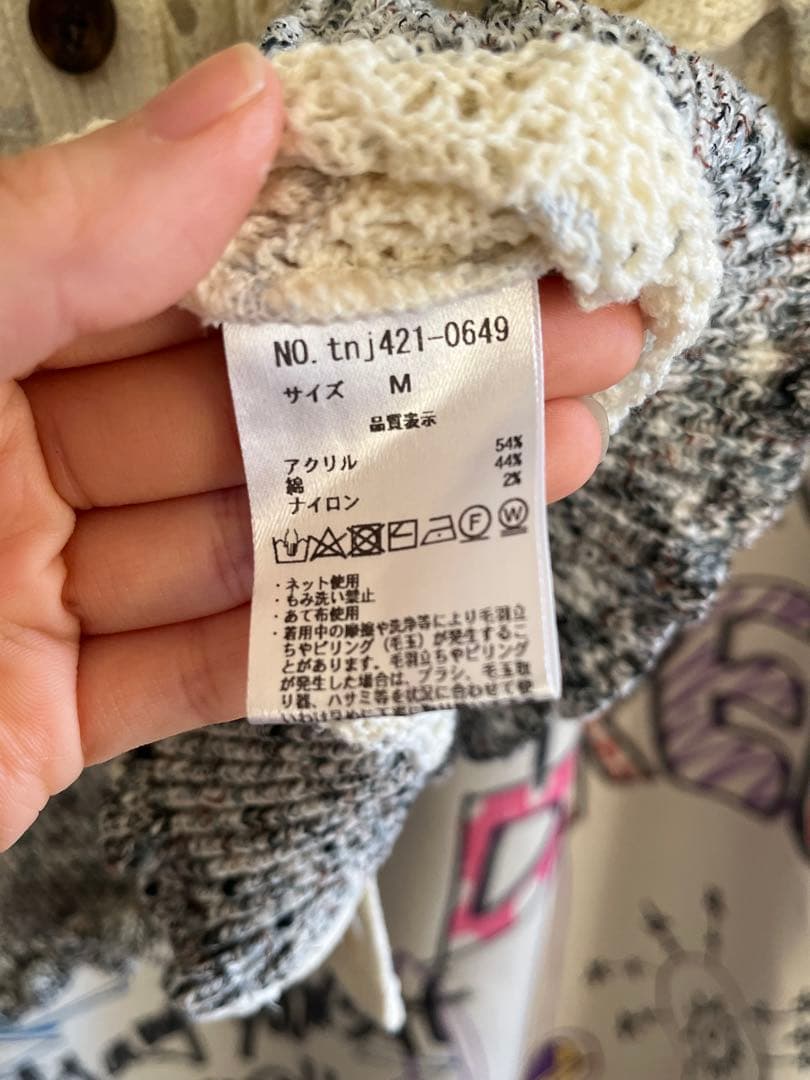 NO.tnj421-0649
サイズ M
品質表示
54%
アクリル 44%
綿 2%
ナイロン
F W
・ネット使用
・もみ洗い禁止
・あて布使用
・着用中の摩擦や洗浄等により毛羽立
ちやピリング（毛玉）が発生するこ
とがあります。毛羽立ちやピリング
が発生した場合は、ブラシ、毛玉取
り器、ハサミ等を状況に合わせて使